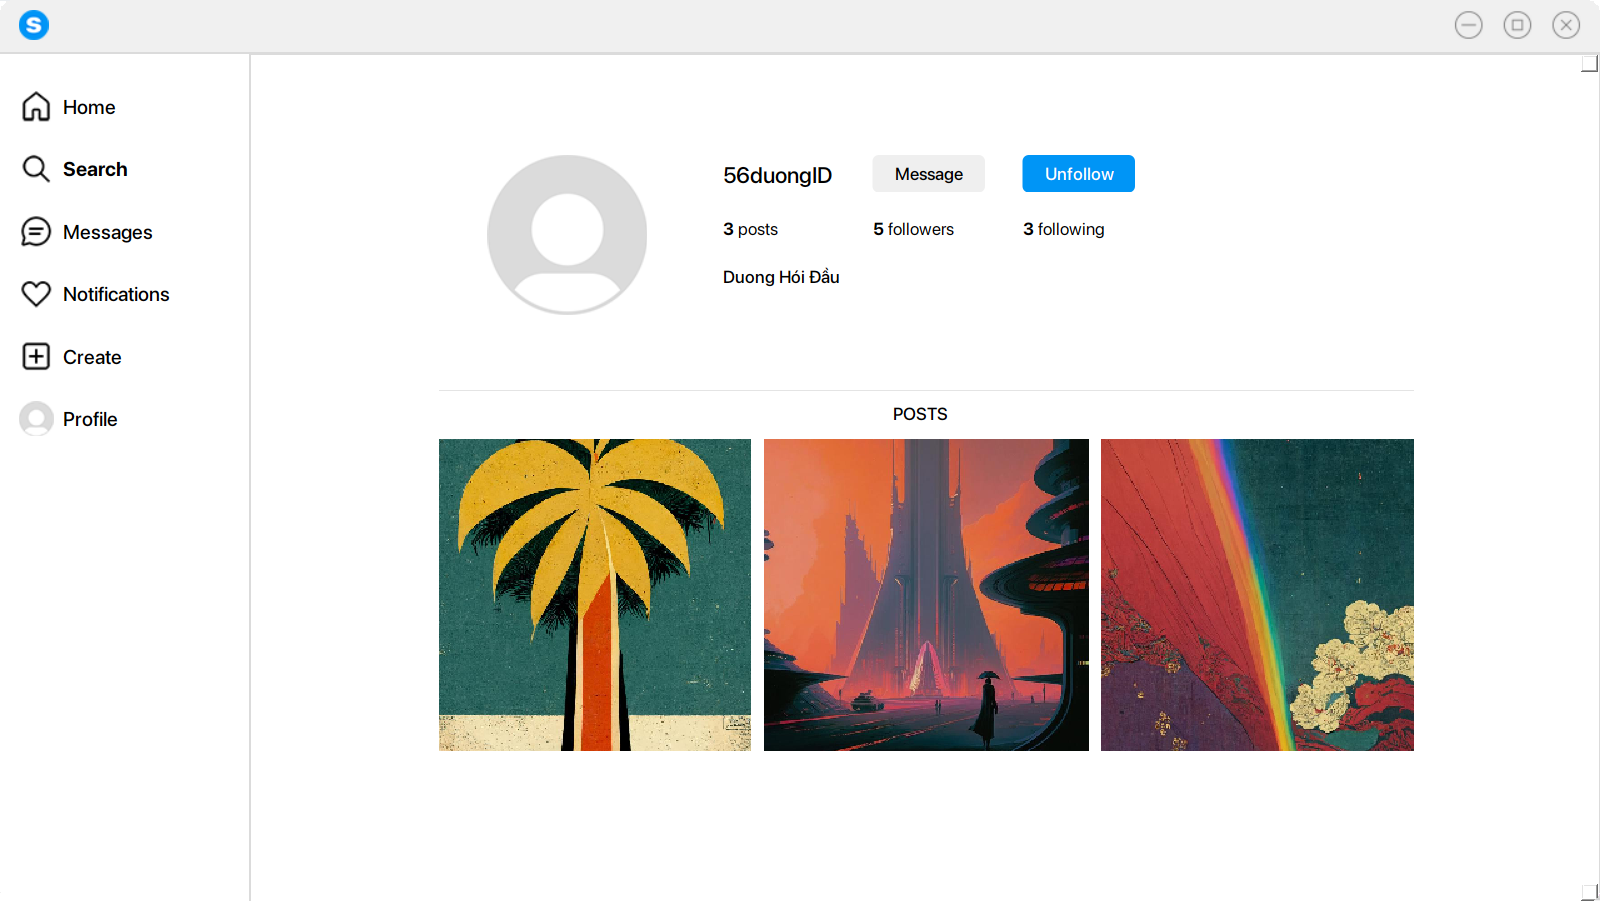 S
Home
Search
Messages
Notifications
Create
Profile
56duongID
Message
Unfollow
3 posts
5 followers
3 following
Duong Hói Đầu
POSTS